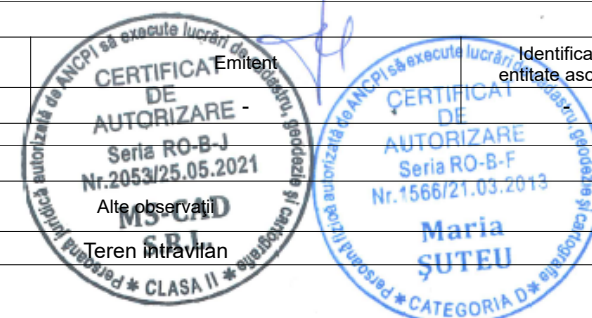 Emitent
Identifica
entitate aso
-
-
Alte observații
Teren intravilan
Persoană juridică autorizată de ANCPI să execute lucrări de cadastru, geodezie și cartografie
CERTIFICAT
DE
AUTORIZARE
Seria RO-B-J
Nr.2053/25.05.2021
MS-CAD
S.R.L.
* CLASA II *
Persoană fizică autorizată de ANCPI să execute lucrări de cadastru, geodezie și cartografie
CERTIFICAT
DE
AUTORIZARE
Seria RO-B-F
Nr.1566/21.03.2013
Maria
ȘUTEU
* CATEGORIA D *